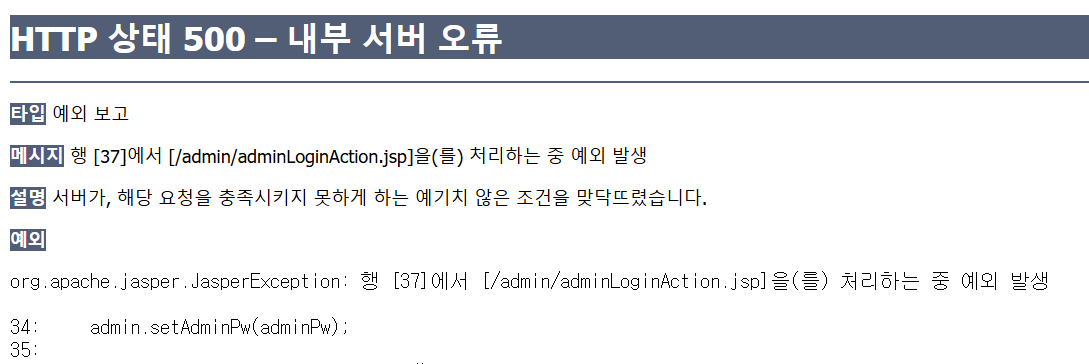 HTTP 상태 500 – 내부 서버 오류
타입 예외 보고
메시지 행 [37]에서 [/admin/adminLoginAction.jsp]을(를) 처리하는 중 예외 발생
설명 서버가, 해당 요청을 충족시키지 못하게 하는 예기치 않은 조건을 맞닥뜨렸습니다.
예외
org.apache.jasper.JasperException: 행 [37]에서 [/admin/adminLoginAction.jsp]을(를) 처리하는 중 예외 발생
34: admin.setAdminPw(adminPw);
35: